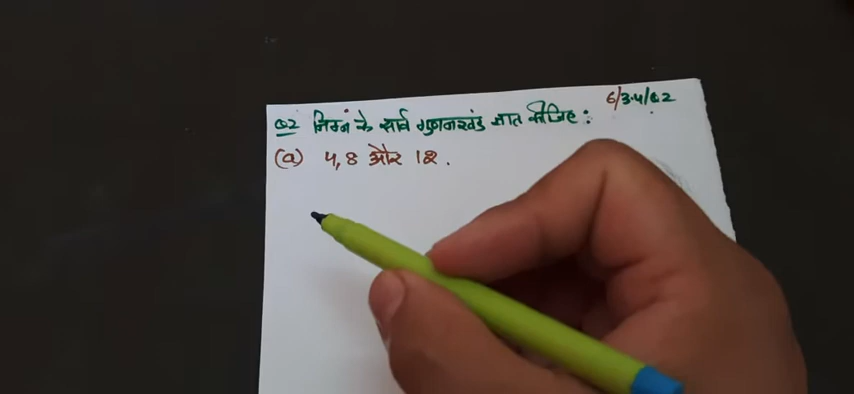 6/3.4/Q2
Q2 निम्न के सार्व गुणनखंड ज्ञात कीजिए :
(a) 4, 8 और 12.